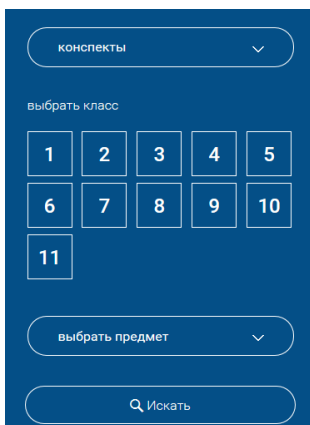 конспекты
выбрать класс
1 2 3 4 5
6 7 8 9 10
11
выбрать предмет
Искать